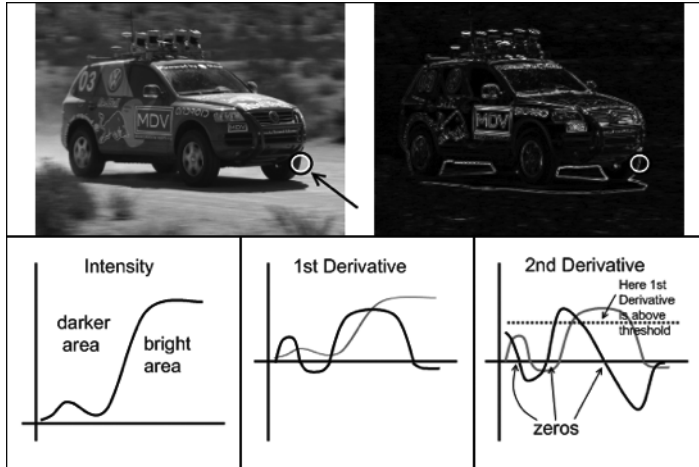 03
MDV
MDV
Intensity
darker
area
bright
area
1st Derivative
2nd Derivative
Here 1st
Derivative
is above
threshold
zeros